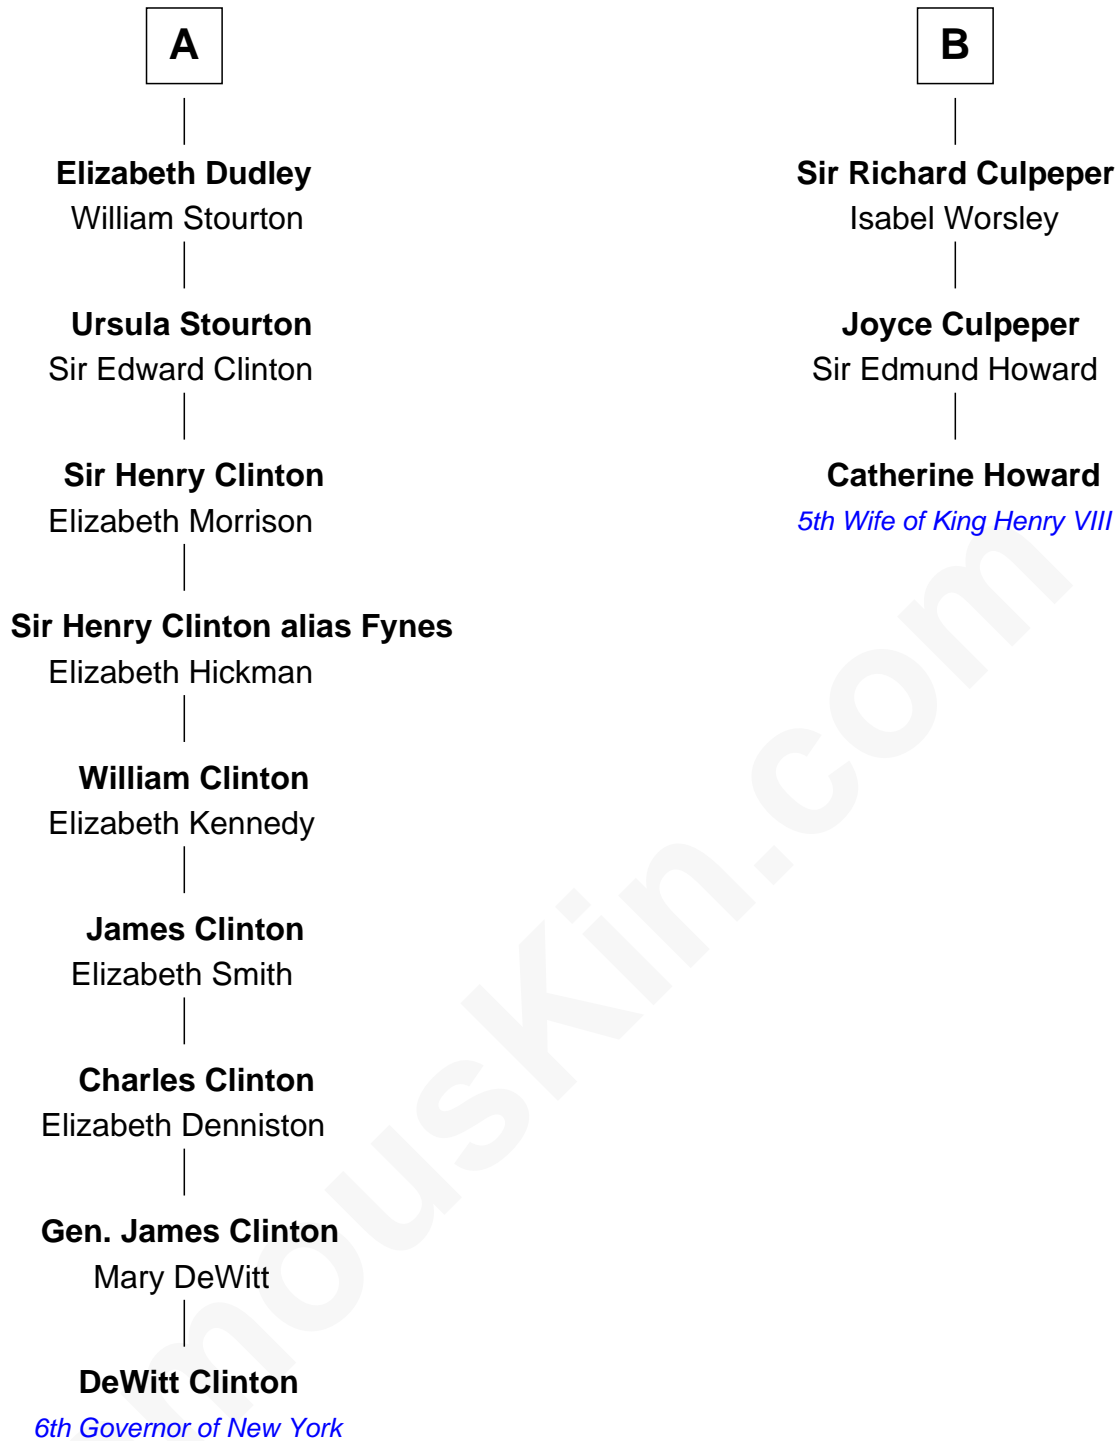 A
Elizabeth Dudley
William Stourton
Ursula Stourton
Sir Edward Clinton
Sir Henry Clinton
Elizabeth Morrison
Sir Henry Clinton alias Fynes
Elizabeth Hickman
William Clinton
Elizabeth Kennedy
James Clinton
Elizabeth Smith
Charles Clinton
Elizabeth Denniston
Gen. James Clinton
Mary DeWitt
DeWitt Clinton
6th Governor of New York
B
Sir Richard Culpeper
Isabel Worsley
Joyce Culpeper
Sir Edmund Howard
Catherine Howard
5th Wife of King Henry VIII
mouskin.com